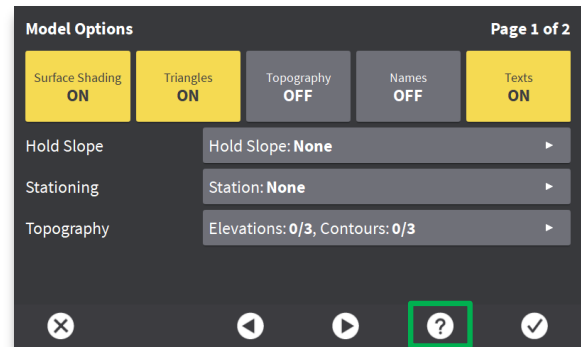 Model Options Page 1 of 2
Surface Shading Triangles Topography Names Texts
ON ON OFF OFF ON
Hold Slope Hold Slope: None
Stationing Station: None
Topography Elevations: 0/3, Contours: 0/3
?